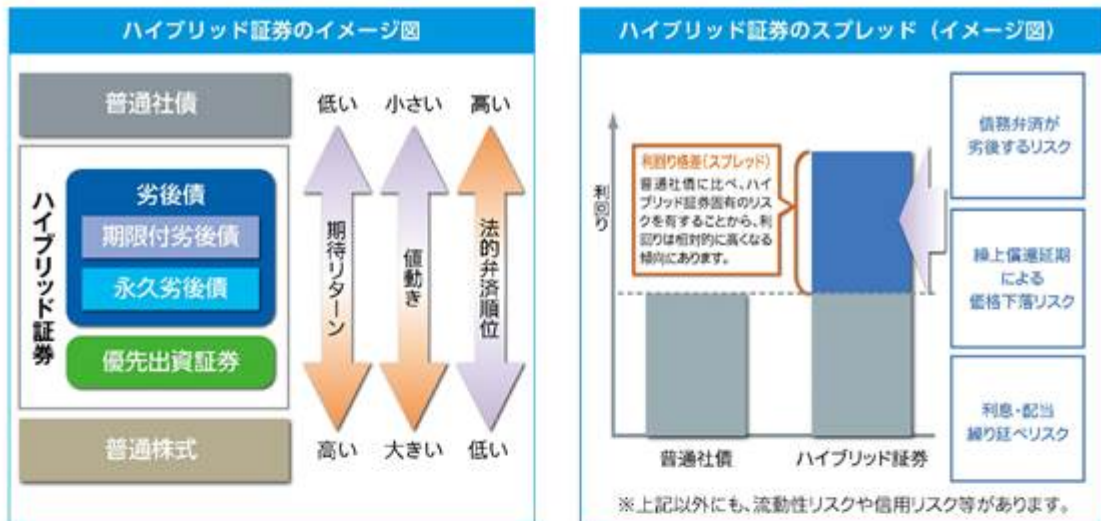 ハイブリッド証券のイメージ図
普通社債
ハイブリッド証券
劣後債
期限付劣後債
永久劣後債
優先出資証券
普通株式
低い
小さい
高い
期待リターン
値動き
法的弁済順位
高い
大きい
低い
ハイブリッド証券のスプレッド（イメージ図）
利回り
利回り格差（スプレッド）
普通社債に比べ、ハイ
ブリッド証券固有のリス
クを有することから、利
回りは相対的に高くなる
傾向にあります。
普通社債
ハイブリッド証券
債務弁済が
劣後するリスク
繰上償還延期
による
価格下落リスク
利息・配当
繰り延べリスク
※上記以外にも、流動性リスクや信用リスク等があります。